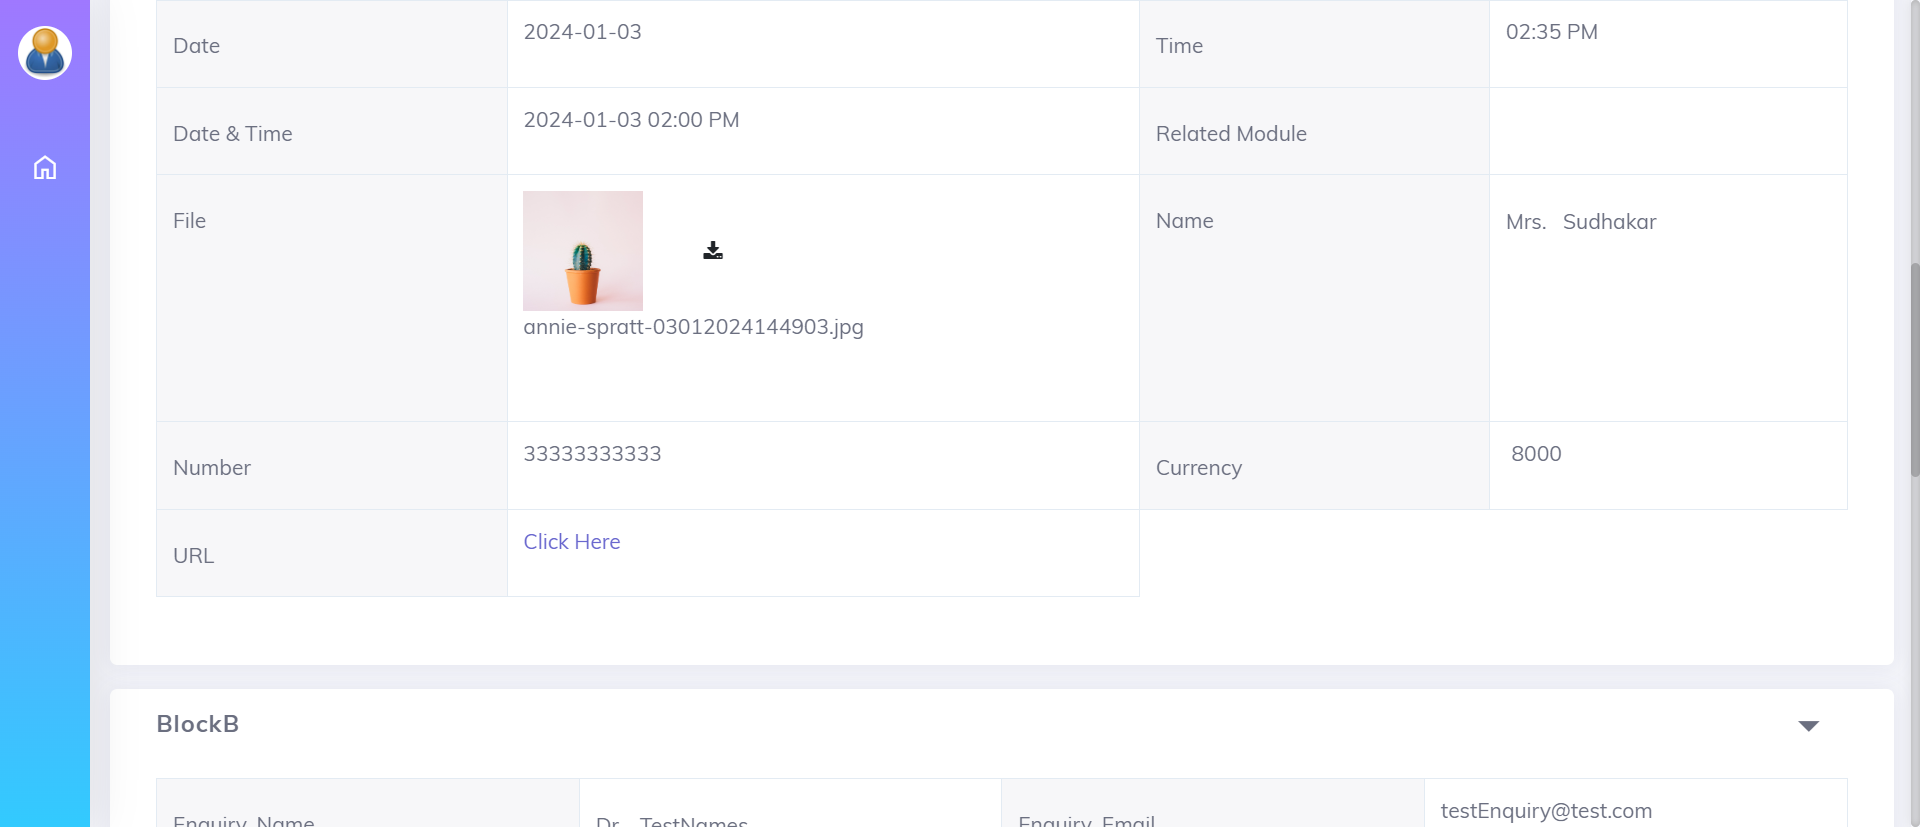 Date 2024-01-03 Time 02:35 PM
Date & Time 2024-01-03 02:00 PM Related Module
File Name Mrs. Sudhakar
annie-spratt-03012024144903.jpg
Number 33333333333 Currency 8000
URL Click Here
BlockB
Enquiry Name Dr. TestNames Enquiry Email testEnquiry@test.com